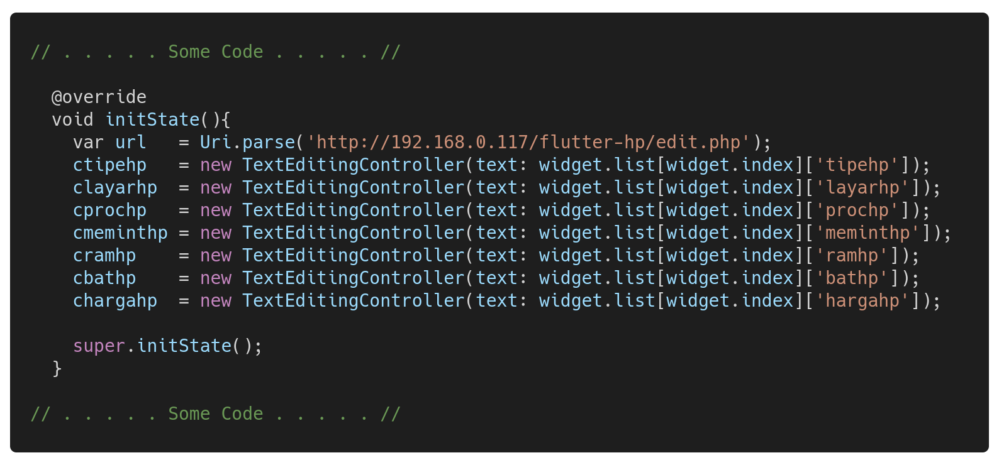 // . . . . . Some Code . . . . . //
@override
void initState(){
var url   = Uri.parse('http://192.168.0.117/flutter-hp/edit.php');
ctipehp   = new TextEditingController(text: widget.list[widget.index]['tipehp']);
clayarhp  = new TextEditingController(text: widget.list[widget.index]['layarhp']);
cprochp   = new TextEditingController(text: widget.list[widget.index]['prochp']);
cmeminthp = new TextEditingController(text: widget.list[widget.index]['meminthp']);
cramhp    = new TextEditingController(text: widget.list[widget.index]['ramhp']);
cbathp    = new TextEditingController(text: widget.list[widget.index]['bathp']);
chargahp  = new TextEditingController(text: widget.list[widget.index]['hargahp']);
super.initState();
}
// . . . . . Some Code . . . . . //